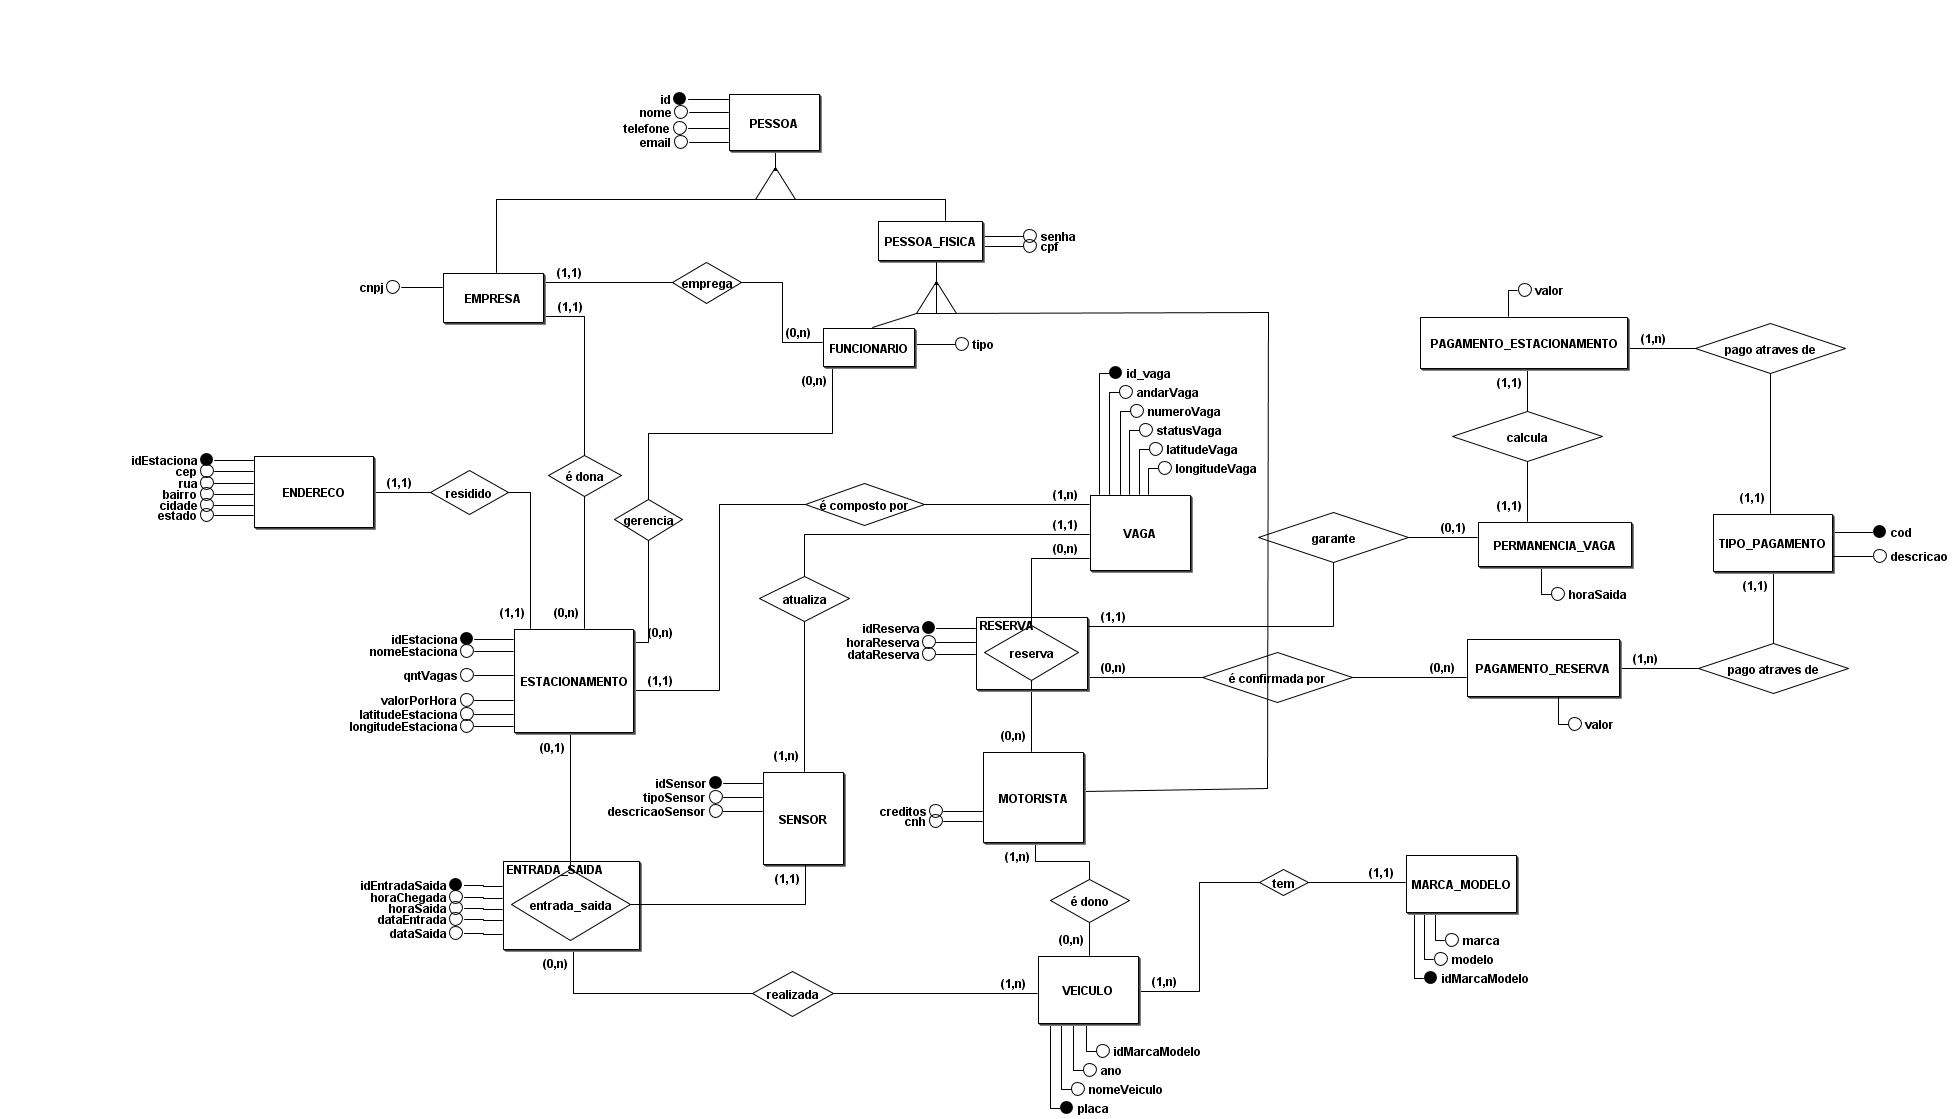 id
nome
telefone
email
PESSOA
PESSOA_FISICA
senha
cpf
cnpj
EMPRESA
(1,1)
(1,1)
emprega
(0,n)
FUNCIONARIO
tipo
(0,n)
valor
PAGAMENTO_ESTACIONAMENTO
(1,n)
pago atraves de
(1,1)
calcula
(1,1)
id_vaga
andarVaga
numeroVaga
statusVaga
latitudeVaga
longitudeVaga
idEstaciona
cep
rua
bairro
cidade
estado
ENDERECO
(1,1)
residido
é dona
gerencia
é composto por
(1,n)
(1,1)
(0,n)
VAGA
garante
(0,1)
PERMANENCIA_VAGA
horaSaida
(1,1)
TIPO_PAGAMENTO
cod
descricao
(1,1)
atualiza
(1,1)
(0,n)
(0,n)
idEstaciona
nomeEstaciona
qntVagas
valorPorHora
latitudeEstaciona
longitudeEstaciona
ESTACIONAMENTO
(1,1)
(0,1)
idReserva
horaReserva
dataReserva
RESERVA
reserva
(1,1)
(0,n)
é confirmada por
(0,n)
PAGAMENTO_RESERVA
(1,n)
pago atraves de
valor
(0,n)
(1,n)
idSensor
tipoSensor
descricaoSensor
SENSOR
(1,1)
creditos
cnh
MOTORISTA
(1,n)
é dono
(0,n)
tem
(1,1)
MARCA_MODELO
marca
modelo
idMarcaModelo
idEntradaSaida
horaChegada
horaSaida
dataEntrada
dataSaida
ENTRADA_SAIDA
entrada_saida
(0,n)
realizada
(1,n)
VEICULO
(1,n)
idMarcaModelo
ano
nomeVeiculo
placa